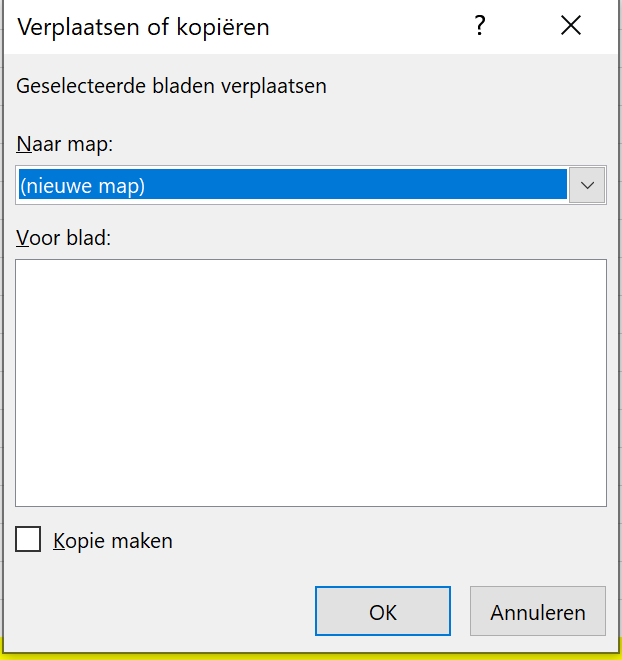 Verplaatsen of kopiëren ?
Geselecteerde bladen verplaatsen
Naar map:
(nieuwe map)
Voor blad:
Kopie maken
OK Annuleren